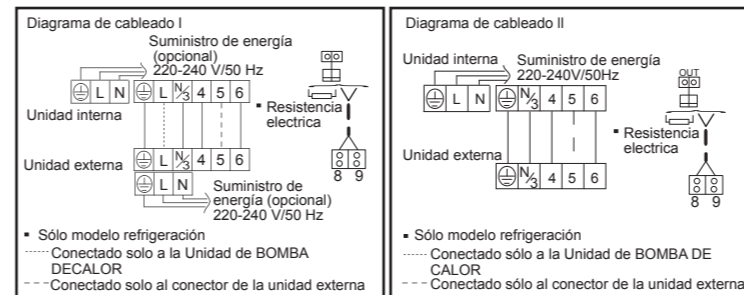 Diagrama de cableado I
Suministro de energía
(opcional)
220-240 V/50 Hz
L N L N/3 4 5 6
Unidad interna
▪ Resistencia
electrica
Unidad externa
L N/3 4 5 6
L N
8 9
Suministro de
energía (opcional)
220-240 V/50 Hz
▪ Sólo modelo refrigeración
Conectado solo a la Unidad de BOMBA
DECALOR
Conectado solo al conector de la unidad externa
Diagrama de cableado II
Unidad interna
Suministro de energía
220-240V/50Hz
OUT
L N N/3 4 5 6
▪ Resistencia
electrica
Unidad externa
N/3 4 5 6
8 9
▪ Sólo modelo refrigeración
Conectado sólo a la Unidad de BOMBA DE
CALOR
Conectado sólo al conector de la unidad externa